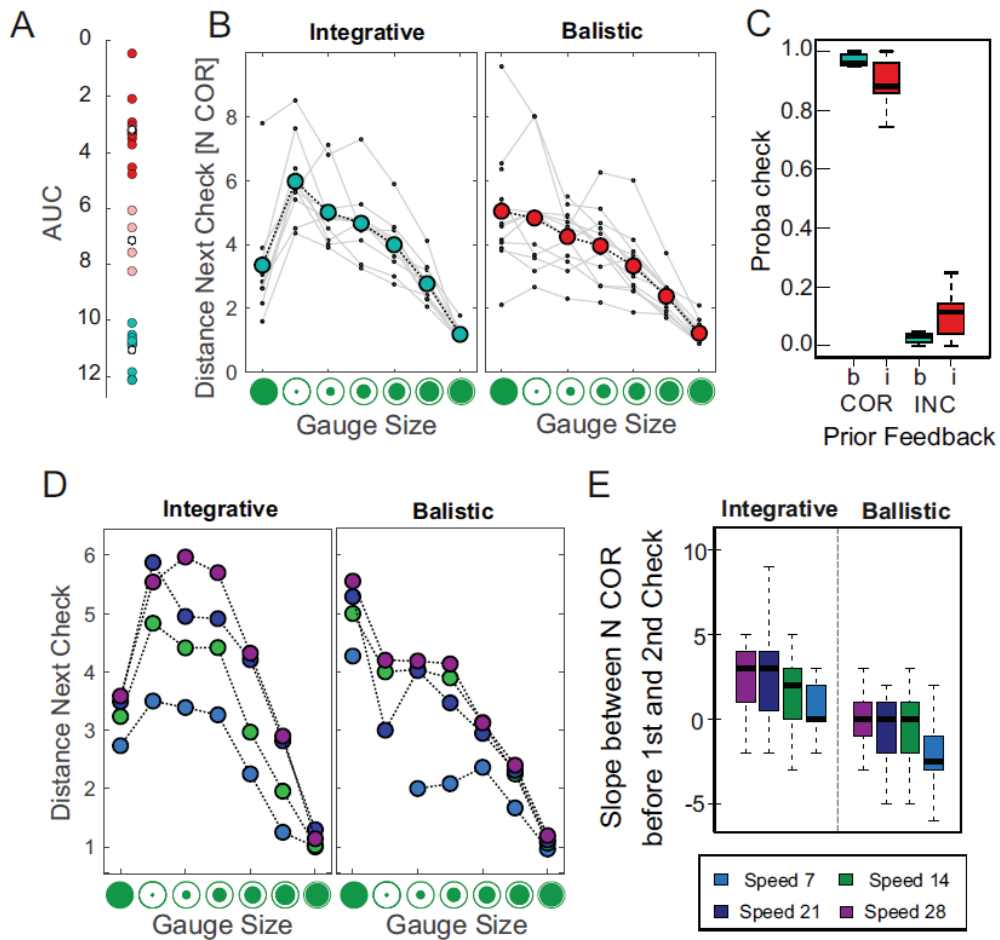 A
0
2
4
6
8
10
12
AUC
B
Integrative
Balistic
8
6
4
2
0
Distance Next Check [N COR]
Gauge Size
Gauge Size
C
1.0
0.8
0.6
0.4
0.2
0.0
Proba check
b i b i
COR INC
Prior Feedback
D
Integrative
Balistic
6
5
4
3
2
1
Distance Next Check
Gauge Size
Gauge Size
E
Integrative
Ballistic
10
5
0
-5
Slope between N COR
before 1st and 2nd Check
Speed 7 Speed 14
Speed 21 Speed 28